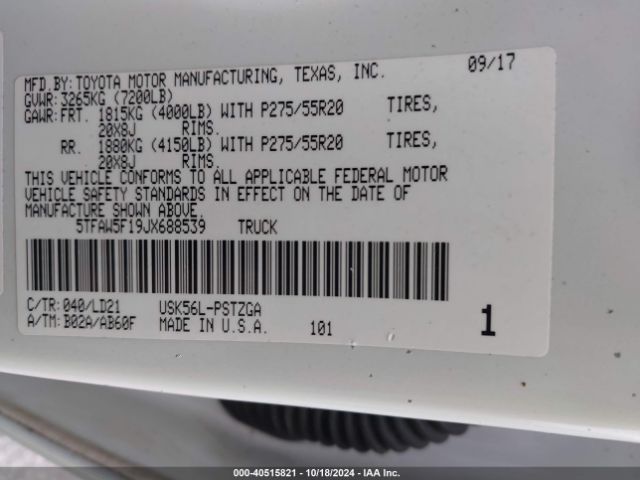 MFD.BY:TOYOTA MOTOR MANUFACTURING, TEXAS, INC. 09/17
GVWR:3265KG (7200LB)
GAWR:FRT. 1815KG (4000LB) WITH P275/55R20 TIRES,
20X8J RIMS.
RR. 1880KG (4150LB) WITH P275/55R20 TIRES,
20X8J RIMS.
THIS VEHICLE CONFORMS TO ALL APPLICABLE FEDERAL MOTOR
VEHICLE SAFETY STANDARDS IN EFFECT ON THE DATE OF
MANUFACTURE SHOWN ABOVE.
5TFAW5F19JX688539 TRUCK
C/TR:040/LD21 USK56L-PSTZGA
A/TM:B02A/AB60F MADE IN U.S.A. 101 1
000-40515821 | 10/18/2024 | IAA Inc.